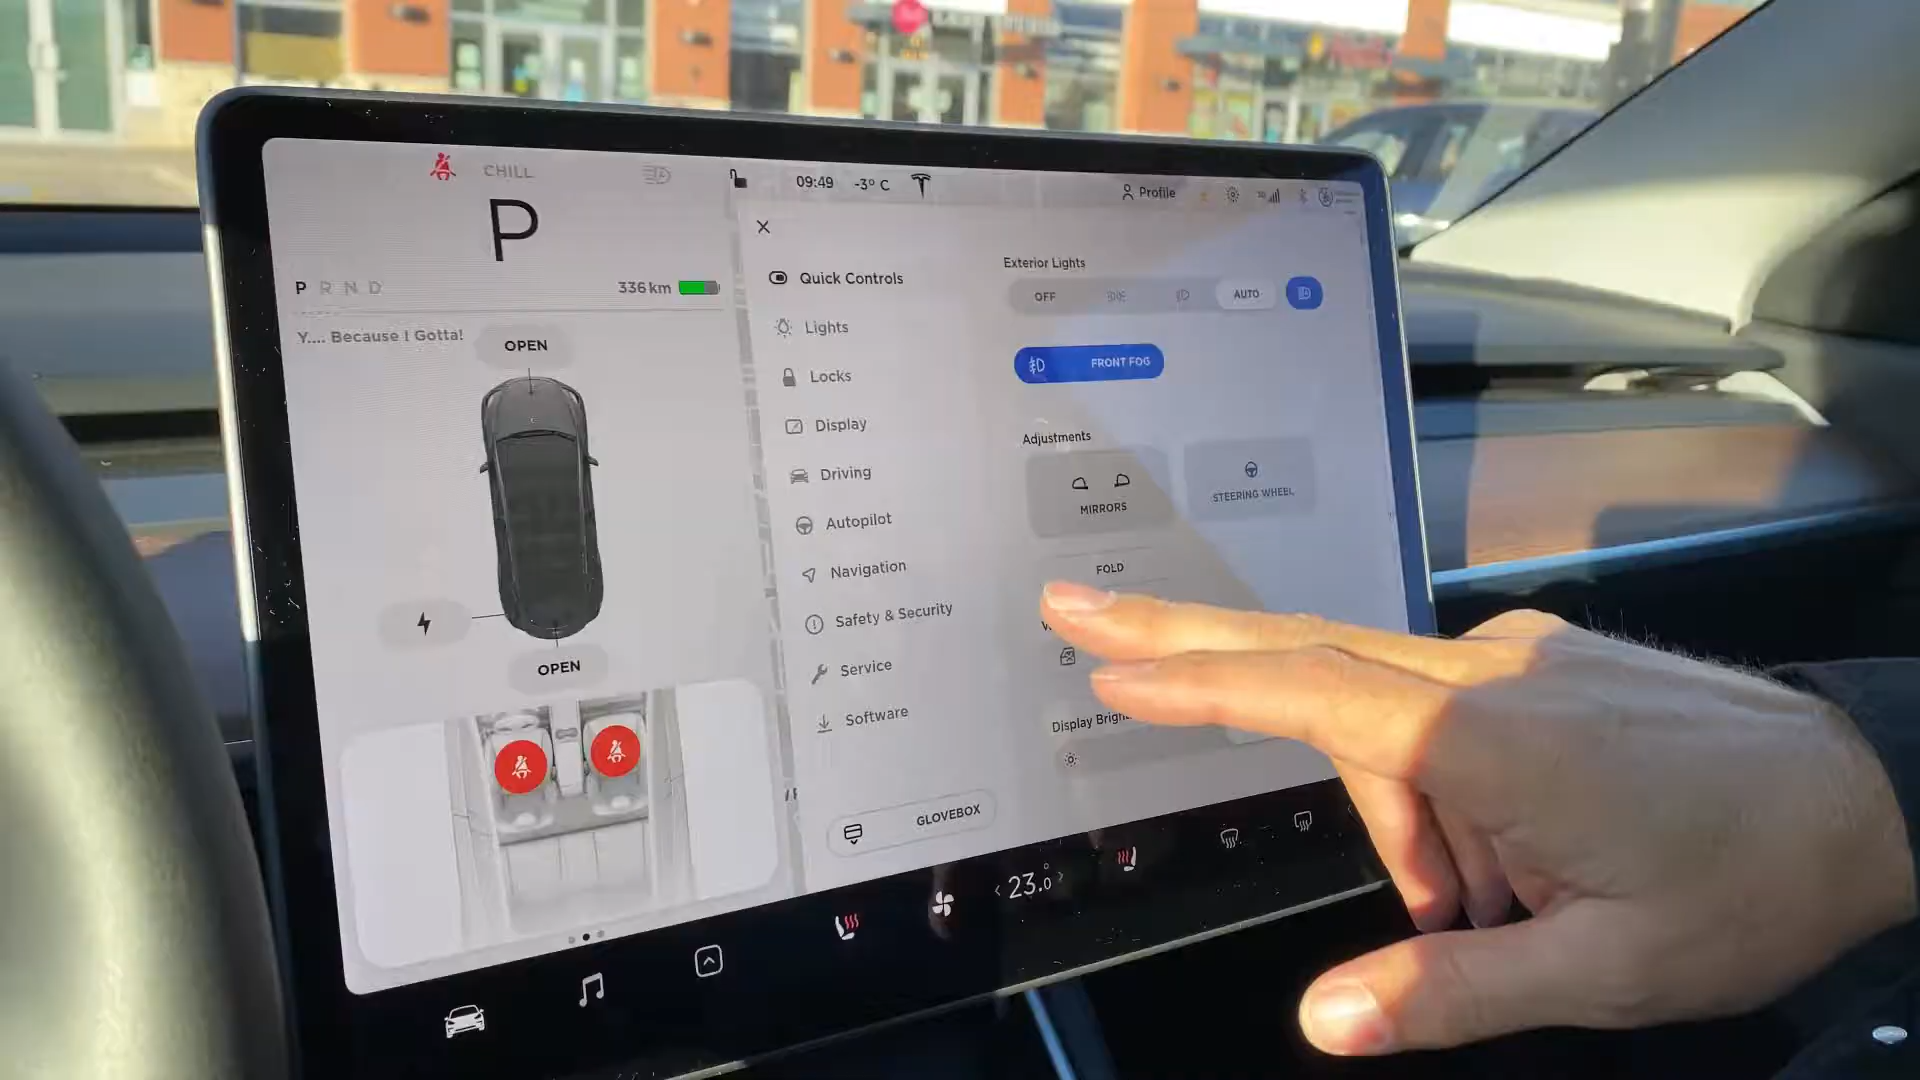 CHILL
P
P R N D
336 km
Y.... Because I Gotta!
OPEN
OPEN
09:49 -3° C
Profile
Quick Controls
Lights
Locks
Display
Driving
Autopilot
Navigation
Safety & Security
Service
Software
GLOVEBOX
Exterior Lights
OFF
AUTO
FRONT FOG
Adjustments
MIRRORS
STEERING WHEEL
FOLD
Display
23.0